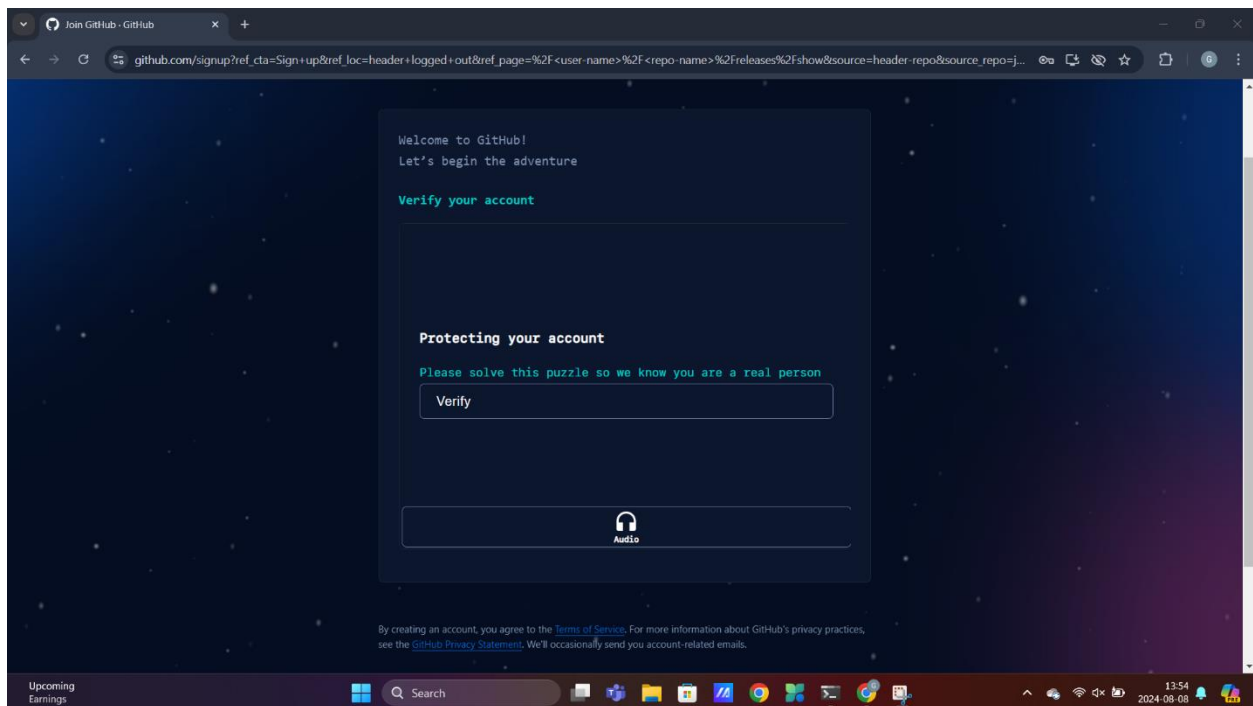 Join GitHub · GitHub
github.com/signup?ref_cta=Sign+up&ref_loc=header+logged+out&ref_page=%2F<user-name>%2F<repo-name>%2Freleases%2Fshow&source=header-repo&source_repo=j...
G
Welcome to GitHub!
Let's begin the adventure
Verify your account
Protecting your account
Please solve this puzzle so we know you are a real person
Verify
Audio
By creating an account, you agree to the Terms of Service. For more information about GitHub's privacy practices,
see the GitHub Privacy Statement. We'll occasionally send you account-related emails.
Upcoming
Earnings
Search
13:54
2024-08-08